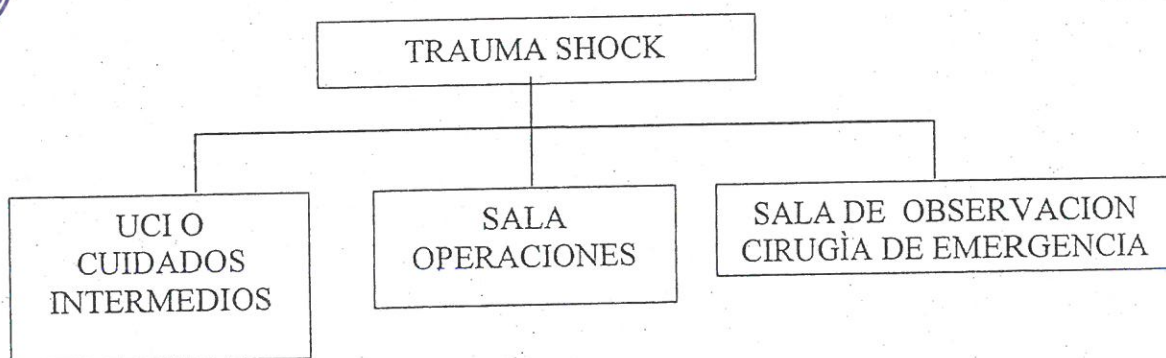 TRAUMA SHOCK
UCI O
CUIDADOS
INTERMEDIOS
SALA
OPERACIONES
SALA DE OBSERVACION
CIRUGÌA DE EMERGENCIA